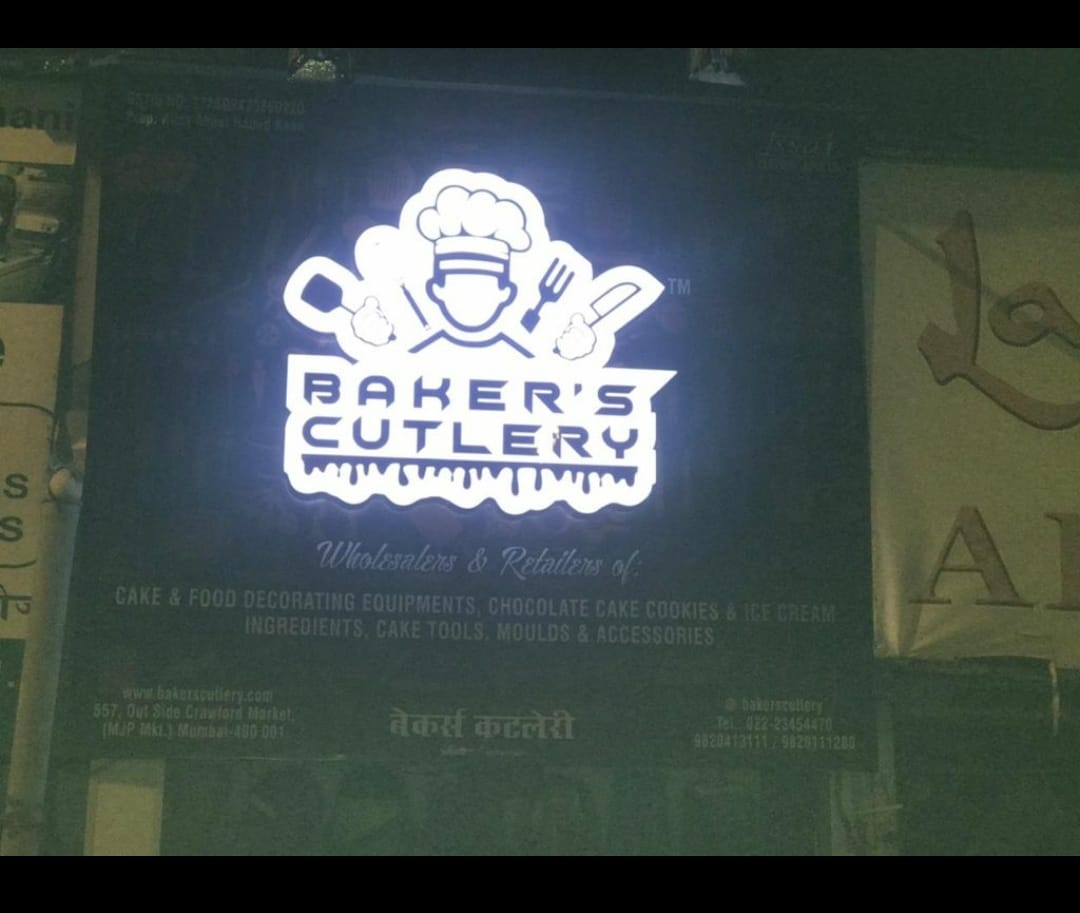 TM
BAKER'S
CUTLERY
Wholesalers & Retailers of:
CAKE & FOOD DECORATING EQUIPMENTS, CHOCOLATE CAKE COOKIES & ICE CREAM
INGREDIENTS, CAKE TOOLS. MOULDS & ACCESSORIES
www.bakerscutlery.com
557, Out Side Crawford Market,
(MJP Mkt.) Mumbai-400 001
बेकर्स कटलेरी
@ bakerscutlery
Tel.: 022-23454470
9820413111 / 9829111280